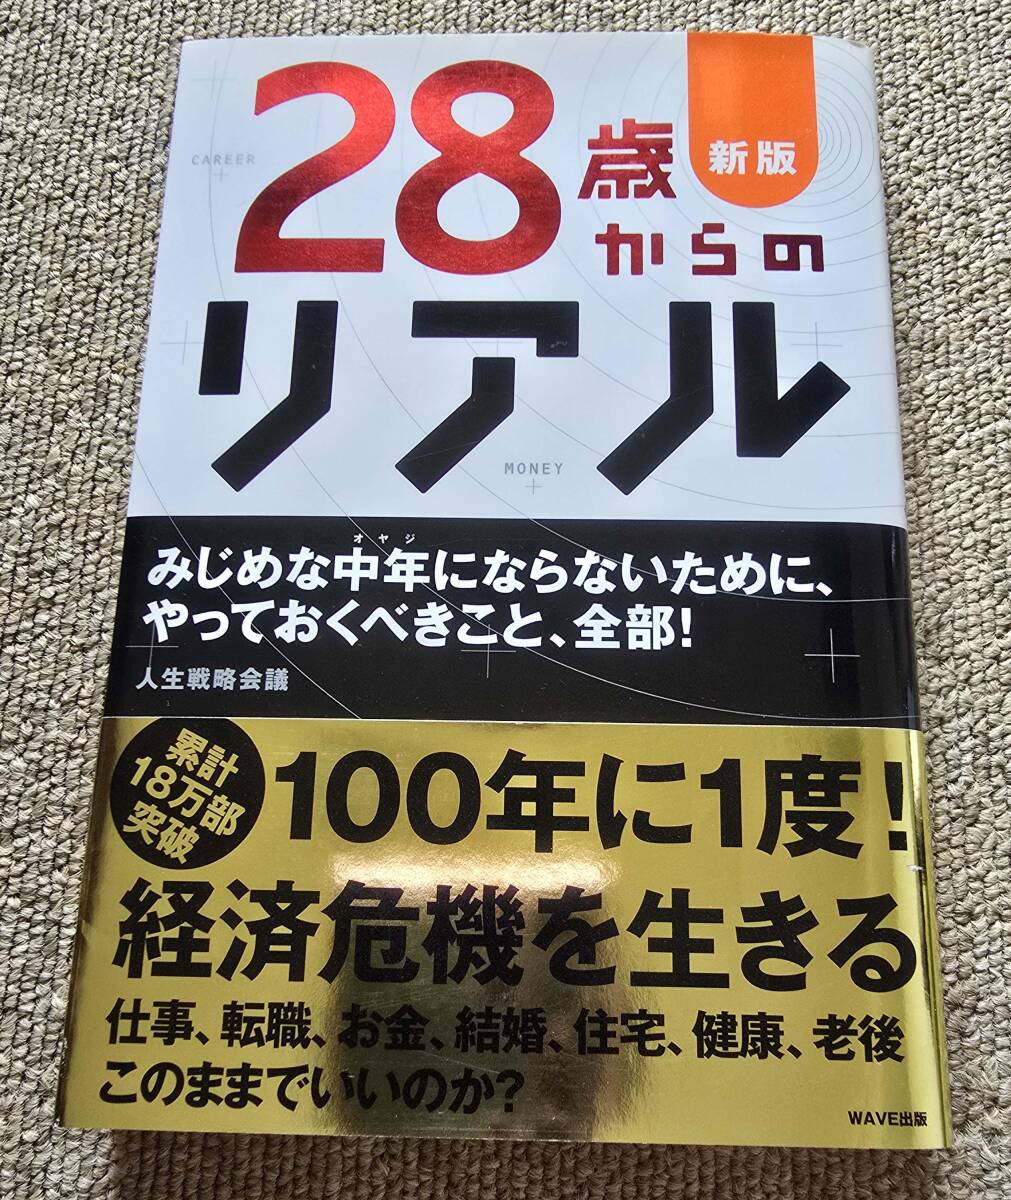 新版
28歳
からの
リアル
CAREER
MONEY
オヤジ
みじめな中年にならないために、
やっておくべきこと、全部!
人生戦略会議
累計
18万部
突破
100年に1度!
経済危機を生きる
仕事、転職、お金、結婚、住宅、健康、老後
このままでいいのか?
WAVE出版